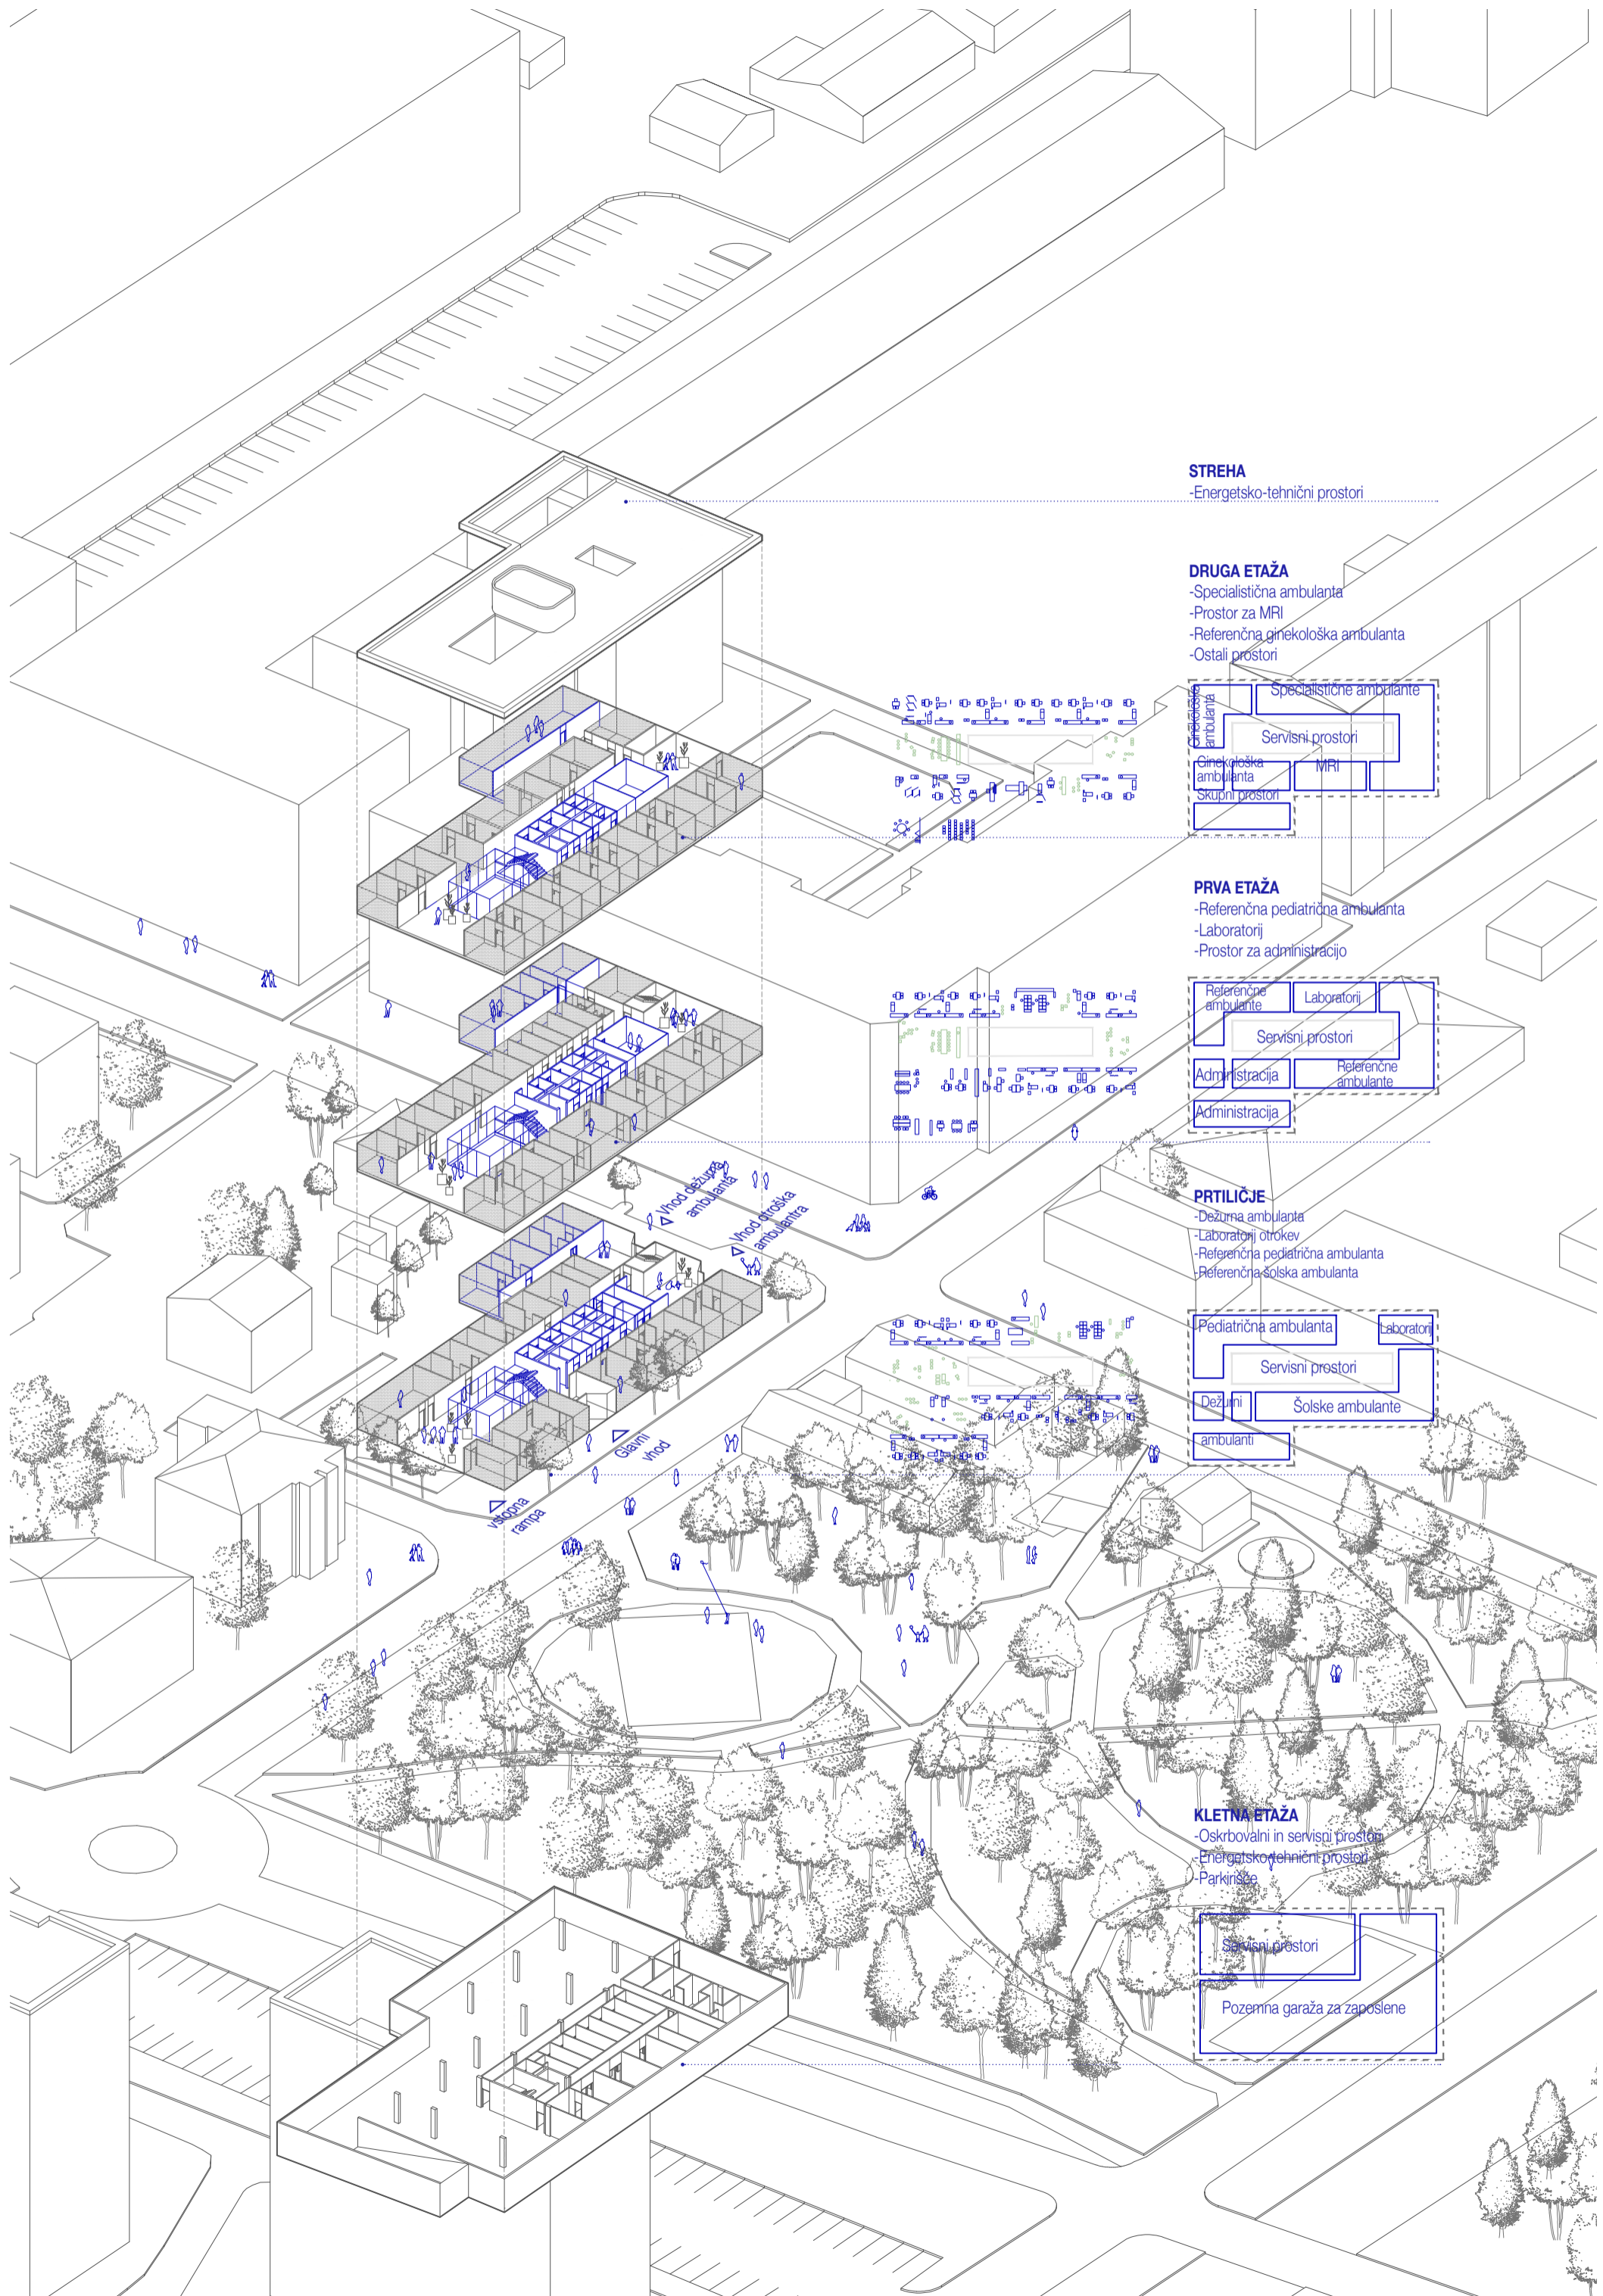 STREHA
-Energetsko-tehnični prostori
DRUGA ETAŽA
-Specialistična ambulanta
-Prostor za MRI
-Referenčna ginekološka ambulanta
-Ostali prostori
Ginekološke
ambulanta
Specialistične ambulante
Servisni prostori
Ginekološka
ambulanta
MRI
Skupni prostori
PRVA ETAŽA
-Referenčna pediatrična ambulanta
-Laboratorij
-Prostor za administracijo
Referenčne
ambulante
Laboratorij
Servisni prostori
Administracija
Referenčne
ambulante
Administracija
Vhod dežurna
ambulanta
Vhod otroška
ambulantra
PRTILIČJE
-Dežurna ambulanta
-Laboratorij otrokev
-Referenčna pediatrična ambulanta
-Referenčna šolska ambulanta
Pediatrična ambulanta
Laboratorij
Servisni prostori
Dežurni
Šolske ambulante
ambulanti
Glavni
vhod
vstopna
rampa
KLETNA ETAŽA
-Oskrbovalni in servisni prostori
-Energetskotehnični prostori
-Parkirišče
Servisni prostori
Pozemna garaža za zaposlene